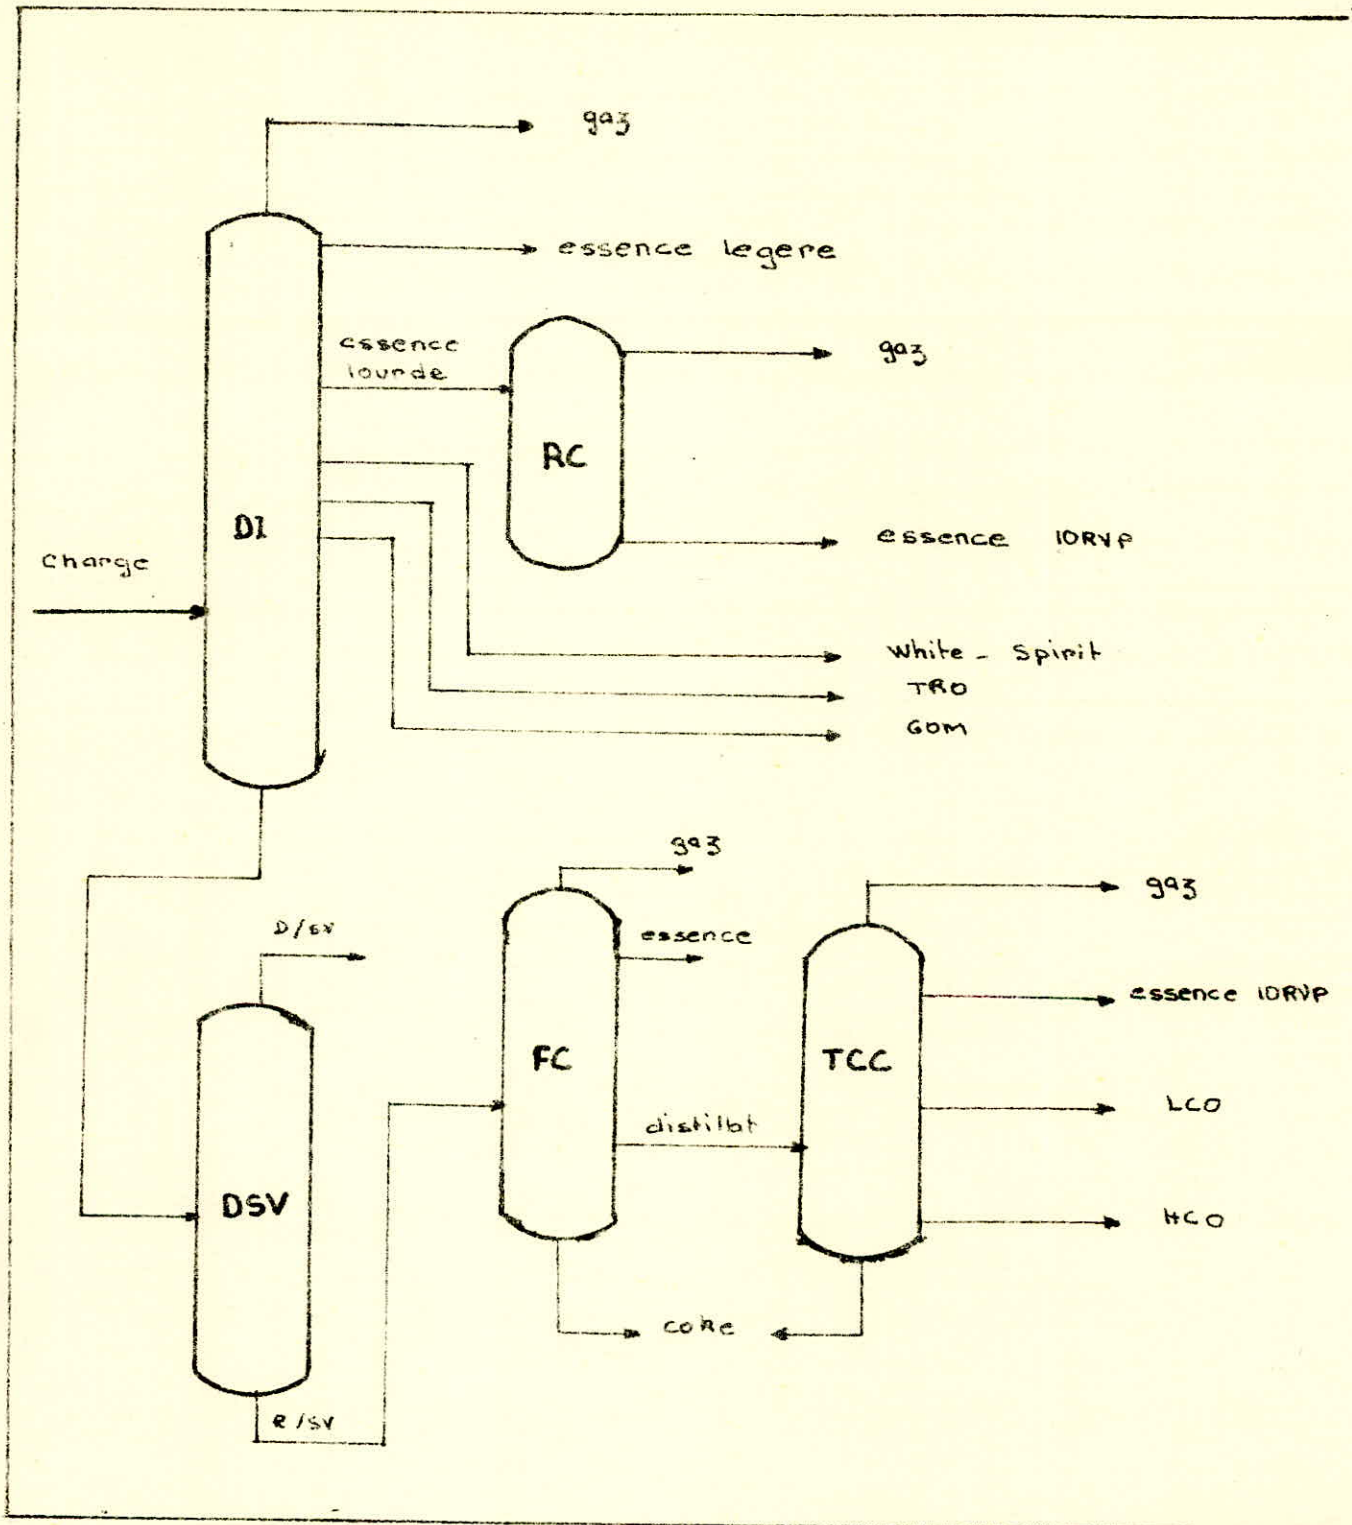 gaz
essence legere
essence
lourde
gaz
RC
DI
essence 10RVP
charge
White - Spirit
TRO
GOM
gaz
gaz
D/SV
essence
essence 10RVP
FC
TCC
LCO
distillat
DSV
HCO
coke
R/SV